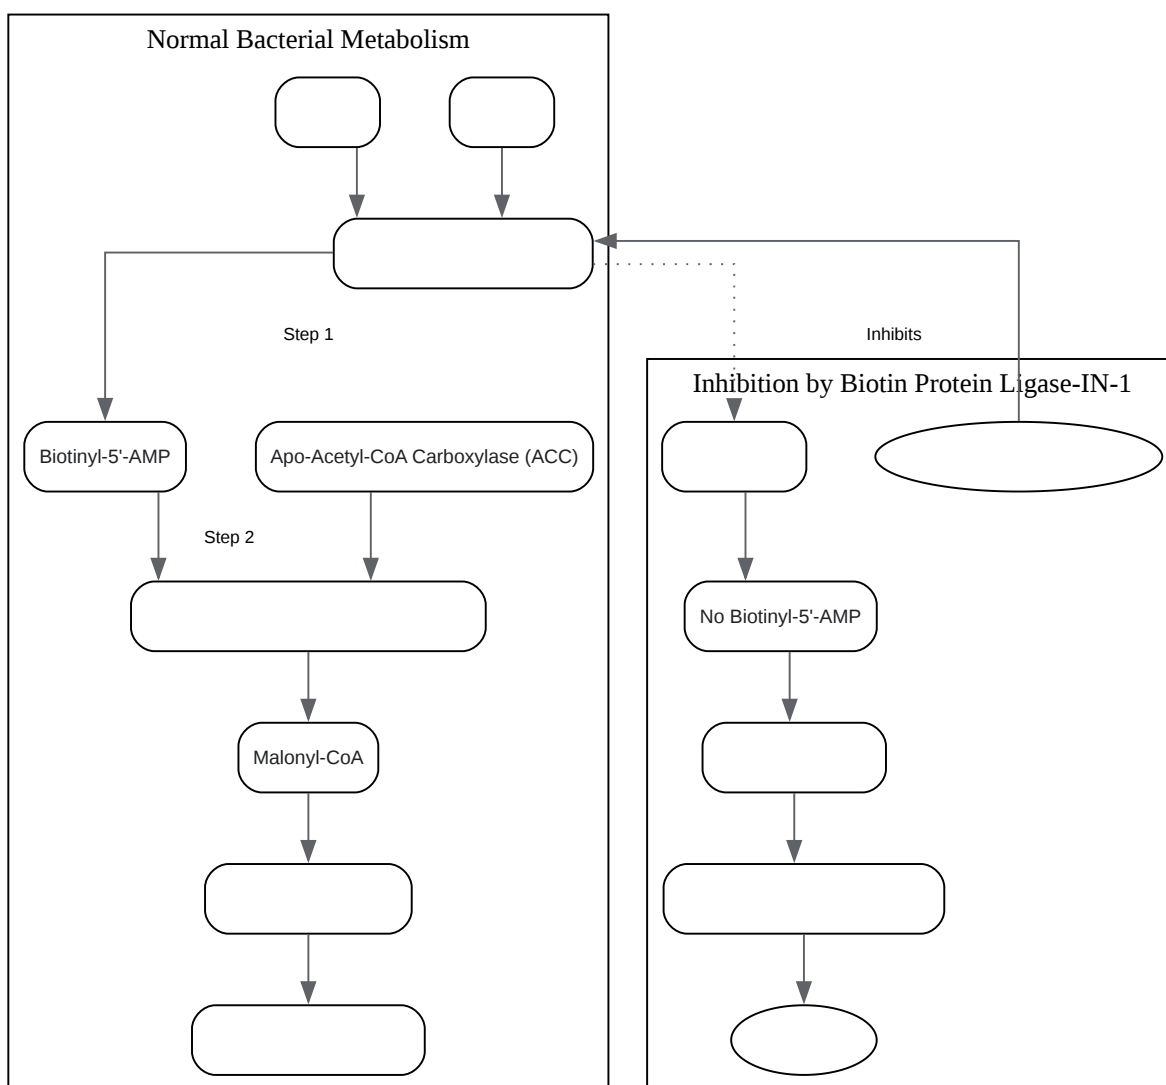 Normal Bacterial Metabolism
Step 1
Inhibits
Inhibition by Biotin Protein Ligase-IN-1
Biotinyl-5'-AMP
Apo-Acetyl-CoA Carboxylase (ACC)
Step 2
No Biotinyl-5'-AMP
Malonyl-CoA